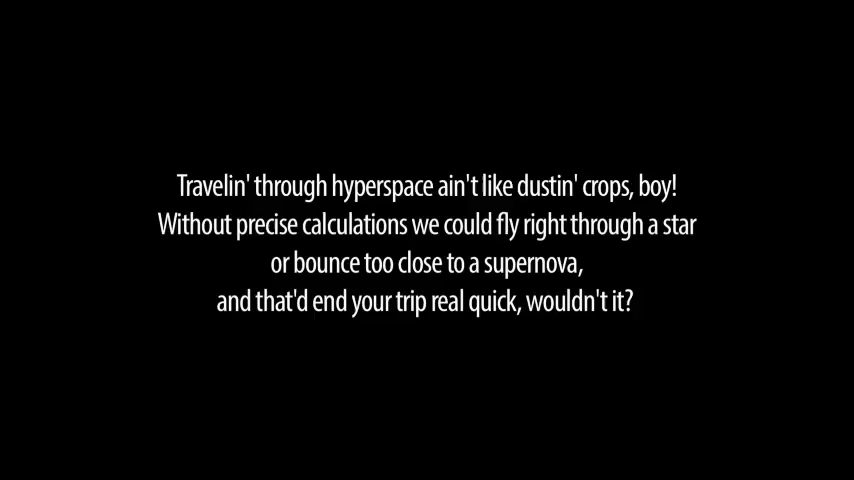 Travelin' through hyperspace ain't like dustin' crops, boy!
Without precise calculations we could fly right through a star
or bounce too close to a supernova,
and that'd end your trip real quick, wouldn't it?